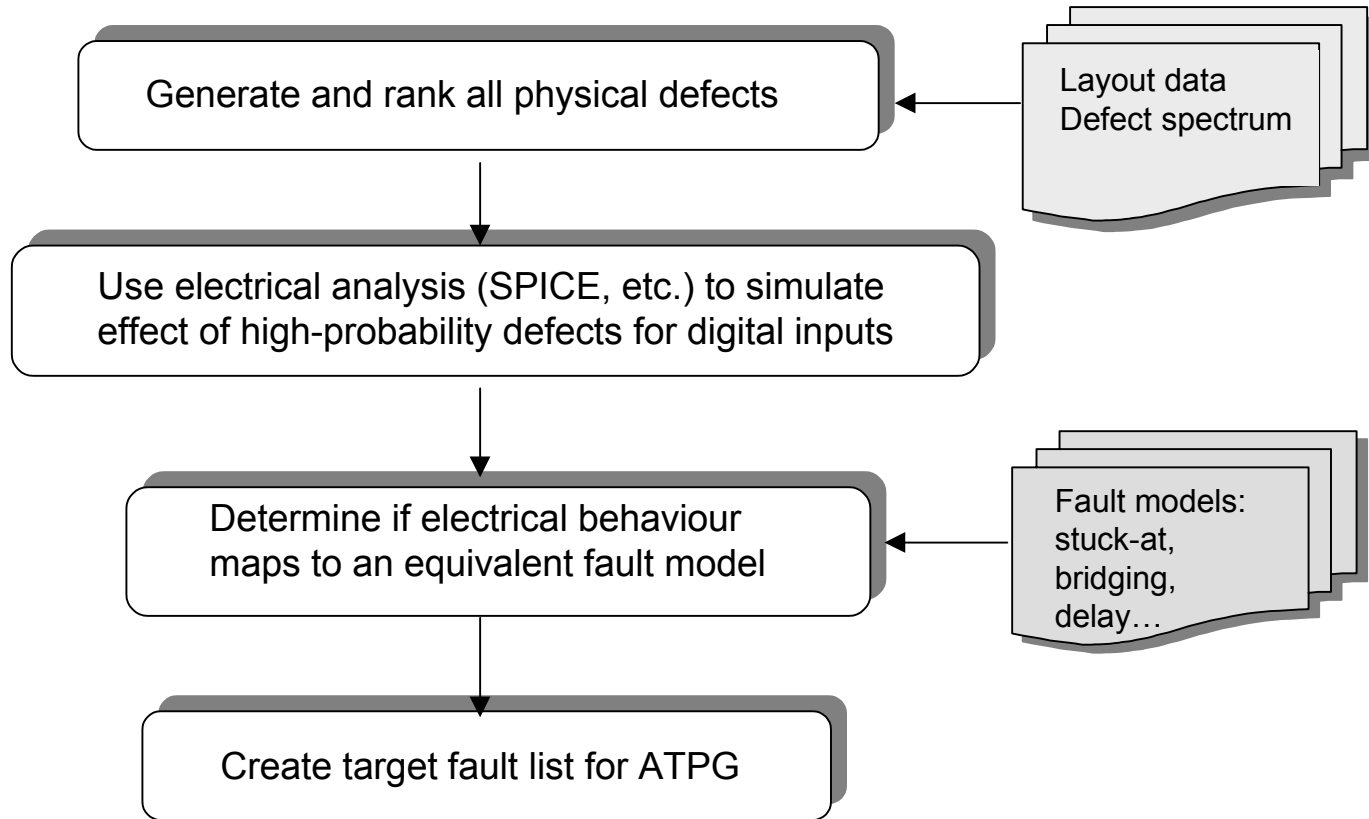 Generate and rank all physical defects
Layout data
Defect spectrum
Use electrical analysis (SPICE, etc.) to simulate
effect of high-probability defects for digital inputs
Determine if electrical behaviour
maps to an equivalent fault model
Fault models:
stuck-at,
bridging,
delay…
Create target fault list for ATPG